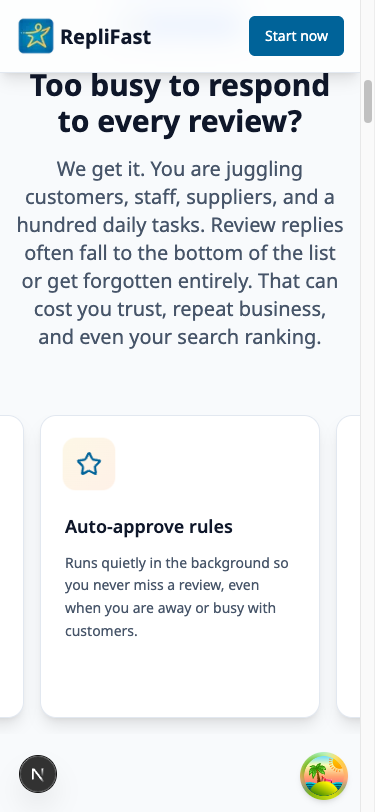 RepliFast
Start now
Too busy to respond
to every review?
We get it. You are juggling
customers, staff, suppliers, and a
hundred daily tasks. Review replies
often fall to the bottom of the list
or get forgotten entirely. That can
cost you trust, repeat business,
and even your search ranking.
Auto-approve rules
Runs quietly in the background so
you never miss a review, even
when you are away or busy with
customers.
N